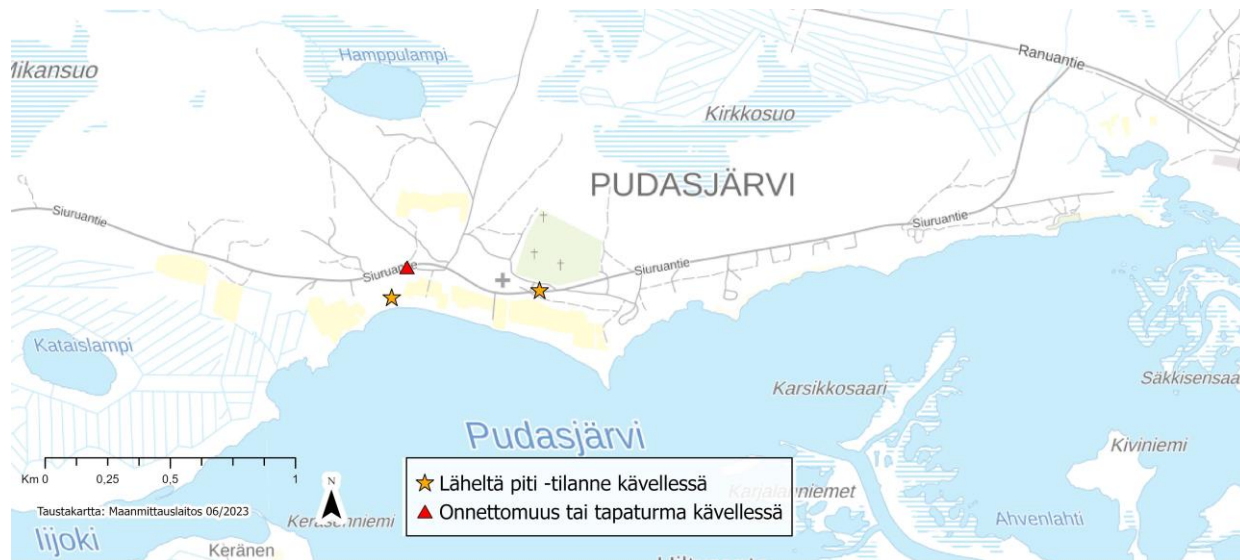 Hamppulampi
Ranuantie
Mikansuo
Kirkkosuo
PUDASJÄRVI
Siuruantie
Siuruantie
Siuruantie
Siuruantie
Kataislampi
Karsikkosaari
Säkkisensaa
Pudasjärvi
Kiviniemi
Km 0 0,25 0,5 1
N
Läheltä piti -tilanne kävellessä
Karjalanniemet
Onnettomuus tai tapaturma kävellessä
Taustakartta: Maanmittauslaitos 06/2023
Ahvenlahti
Iijoki
Keränen